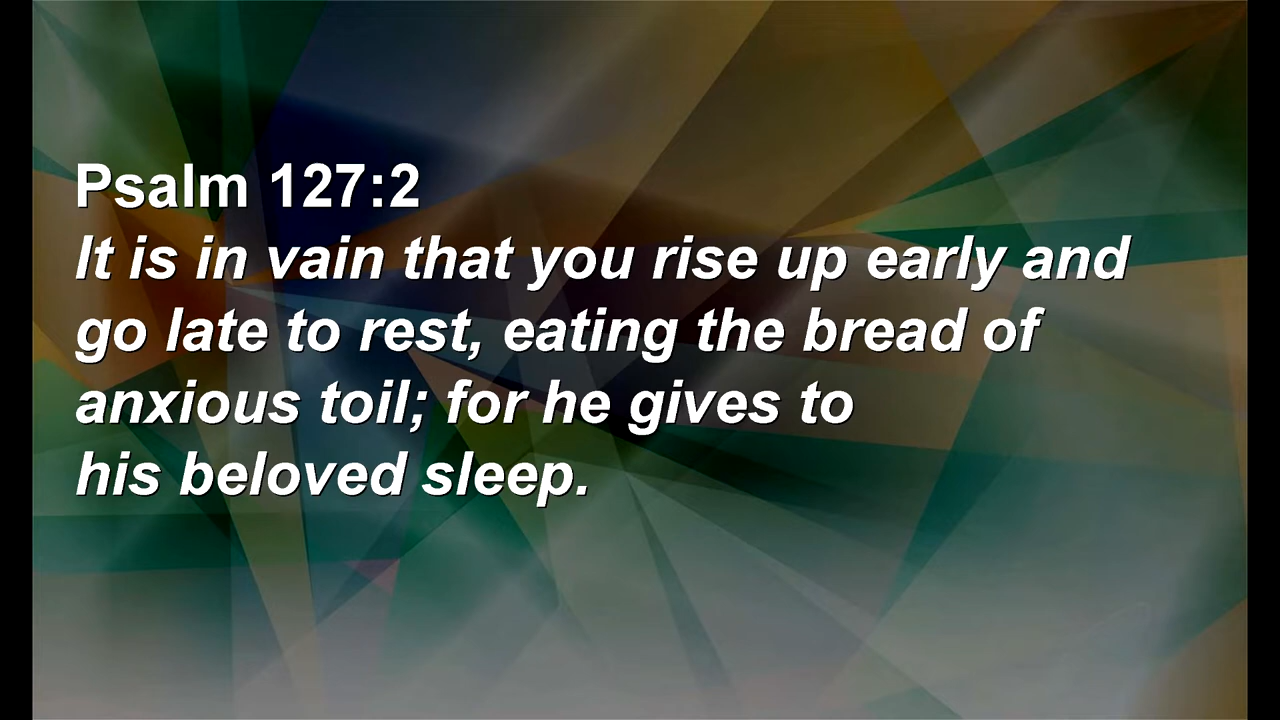 Psalm 127:2
It is in vain that you rise up early and
go late to rest, eating the bread of
anxious toil; for he gives to
his beloved sleep.